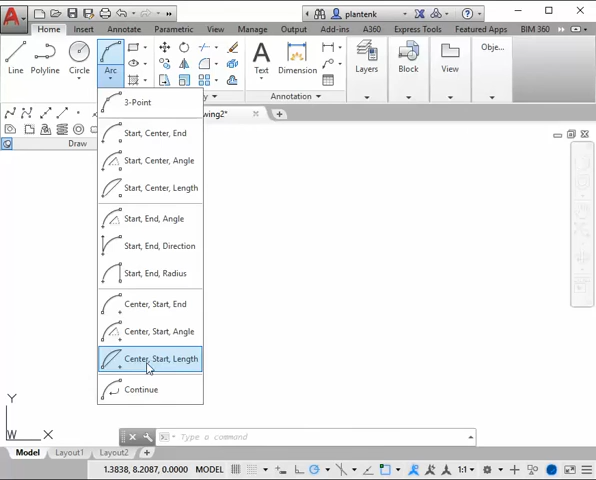 A plantenk
Home Insert Annotate Parametric View Manage Output Add-ins A360 Express Tools Featured Apps BIM 360
Line Polyline Circle Arc Text Dimension Layers Block View Obje...
Annotation
wing2*
Draw
3-Point
Start, Center, End
Start, Center, Angle
Start, Center, Length
Start, End, Angle
Start, End, Direction
Start, End, Radius
Center, Start, End
Center, Start, Angle
Center, Start, Length
Continue
Y
W X
Type a command
Model Layout1 Layout2 +
1.3838, 8.2087, 0.0000 MODEL 1:1